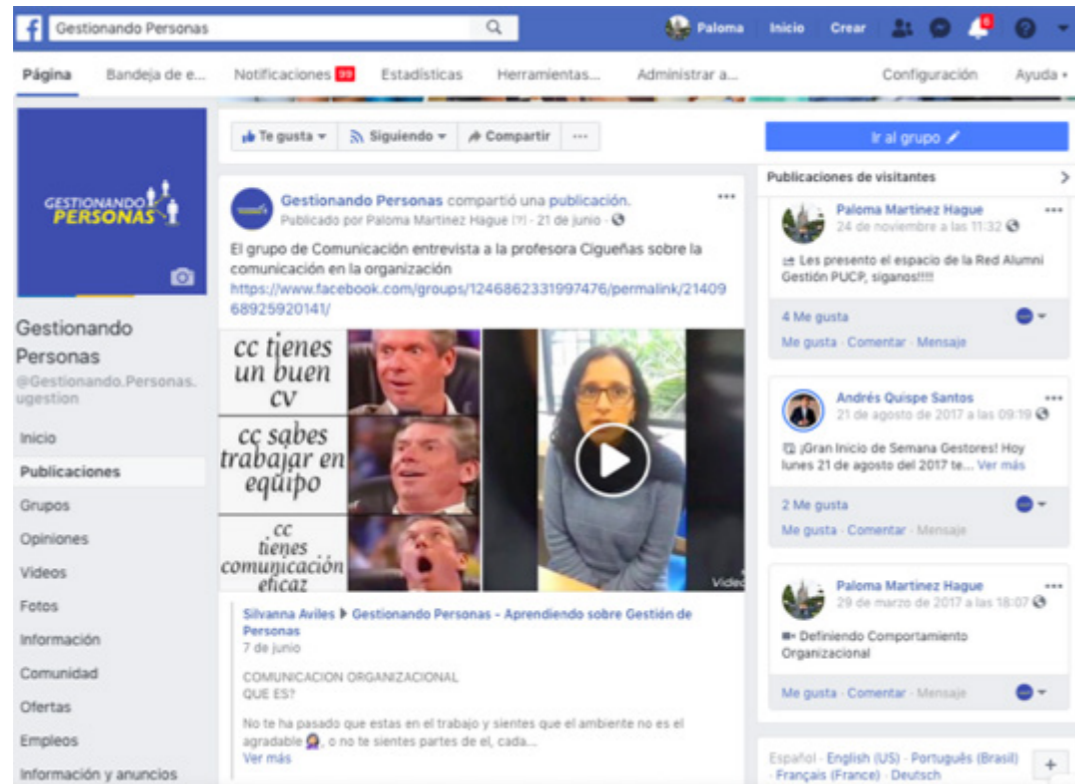 Gestionando Personas
Paloma
Inicio
Crear
6
Página
Bandeja de e...
Notificaciones 99
Estadísticas
Herramientas...
Administrar a...
Configuración
Ayuda
GESTIONANDO
PERSONAS
Gestionando
Personas
@Gestionando.Personas.
ugestion
Inicio
Publicaciones
Grupos
Opiniones
Videos
Fotos
Información
Comunidad
Ofertas
Empleos
Información y anuncios
Te gusta
Siguiendo
Compartir
...
Gestionando Personas compartió una publicación.
Publicado por Paloma Martinez Hague [?] · 21 de junio ·
El grupo de Comunicación entrevista a la profesora Cigueñas sobre la
comunicación en la organización
https://www.facebook.com/groups/1246862331997476/permalink/21409
68925920141/
cc tienes
un buen
cv
cc sabes
trabajar en
equipo
cc
tienes
comunicación
eficaz
Video
Silvanna Aviles ▶ Gestionando Personas - Aprendiendo sobre Gestión de
Personas
7 de junio
COMUNICACION ORGANIZACIONAL
QUE ES?
No te ha pasado que estas en el trabajo y sientes que el ambiente no es el
agradable 🤦, o no te sientes partes de el, cada...
Ver más
Ir al grupo
Publicaciones de visitantes
Paloma Martinez Hague
24 de noviembre a las 11:32
Les presento el espacio de la Red Alumni
Gestión PUCP, siganos!!!!
4 Me gusta
Me gusta · Comentar · Mensaje
Andrés Quispe Santos
21 de agosto de 2017 a las 09:19
¡Gran Inicio de Semana Gestores! Hoy
lunes 21 de agosto del 2017 te... Ver más
2 Me gusta
Me gusta · Comentar · Mensaje
Paloma Martinez Hague
29 de marzo de 2017 a las 18:07
Definiendo Comportamiento
Organizacional
Me gusta · Comentar · Mensaje
Español · English (US) · Português (Brasil)
· Français (France) · Deutsch